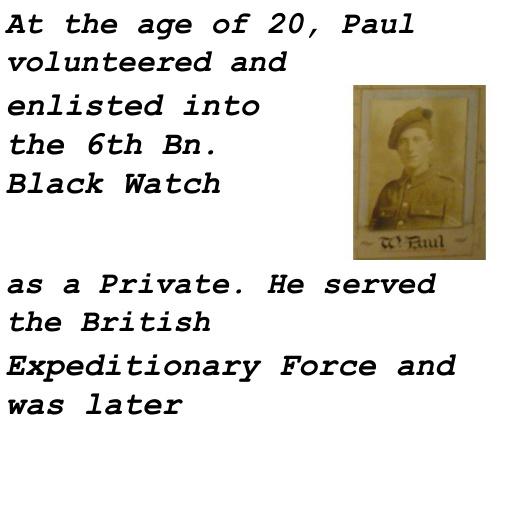 At the age of 20, Paul
volunteered and
enlisted into
the 6th Bn.
Black Watch
W. Paul
as a Private. He served
the British
Expeditionary Force and
was later